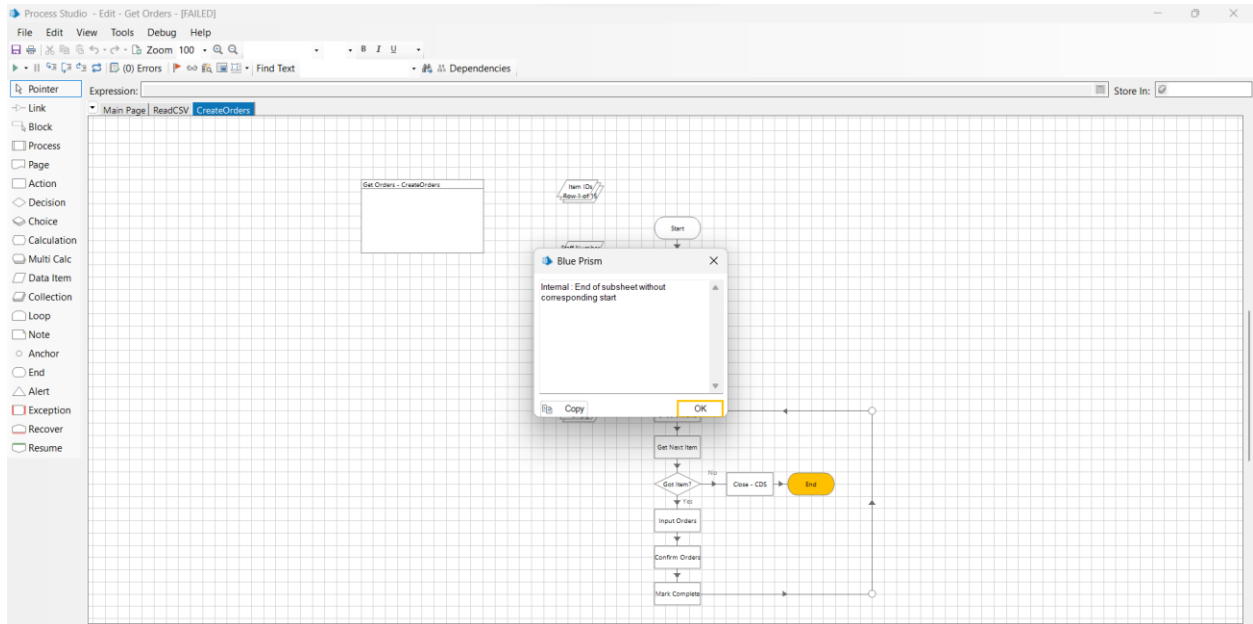 Process Studio - Edit - Get Orders - [FAILED]
File Edit View Tools Debug Help
Zoom 100 B I U
(0) Errors Find Text Dependencies
Pointer Expression: Store In:
Link Main Page ReadCSV CreateOrders
Block
Process
Page
Action
Decision
Choice
Calculation
Multi Calc
Data Item
Collection
Loop
Note
Anchor
End
Alert
Exception
Recover
Resume
Get Orders - CreateOrders
Item IDs
Row 1 of 15
Start
Staff Number
Blue Prism
Internal : End of subsheet without
corresponding start
Copy OK
Get Next Item
Got Item? No Close - CDS End
Yes
Input Orders
Confirm Orders
Mark Complete